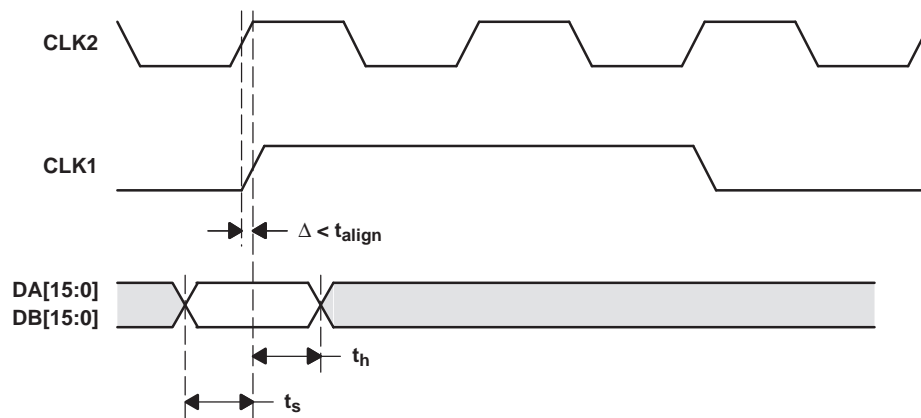 CLK2
CLK1
Δ < talign
DA[15:0]
DB[15:0]
th
ts